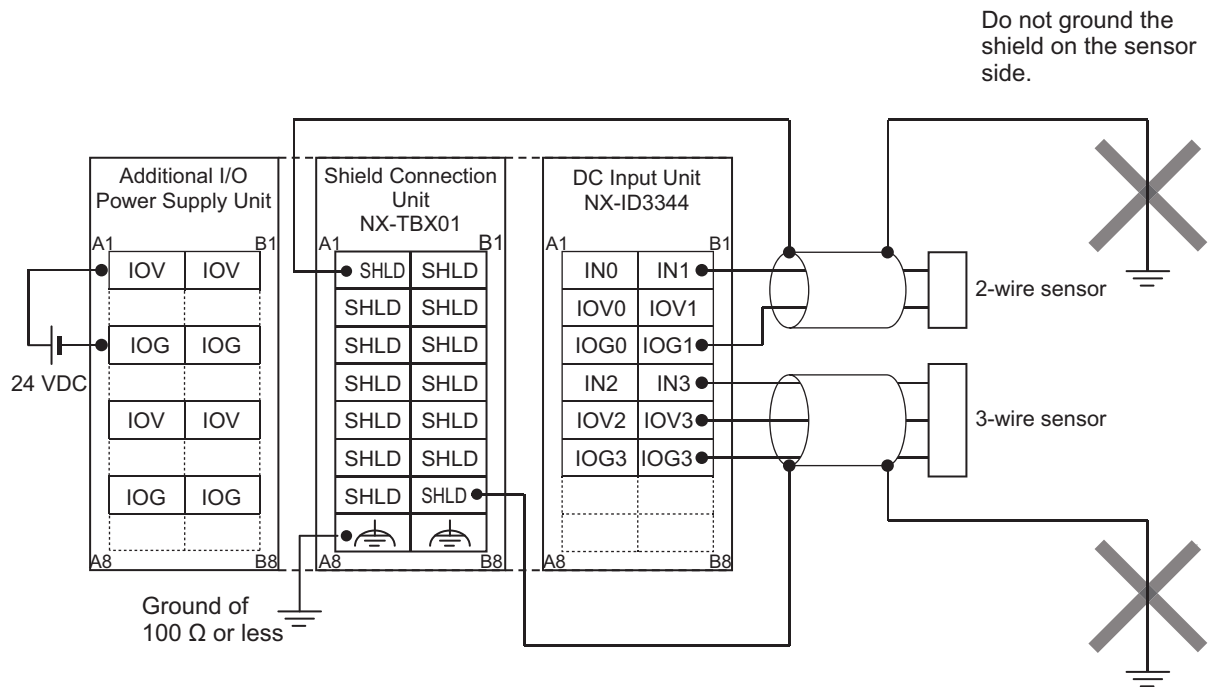 Do not ground the
shield on the sensor
side.
Additional I/O
Power Supply Unit
Shield Connection
Unit
NX-TBX01
DC Input Unit
NX-ID3344
A1 B1 A1 B1 A1 B1
IOV IOV SHLD SHLD IN0 IN1
2-wire sensor
SHLD SHLD IOV0 IOV1
IOG IOG SHLD SHLD IOG0 IOG1
24 VDC
SHLD SHLD IN2 IN3
IOV IOV SHLD SHLD IOV2 IOV3
3-wire sensor
SHLD SHLD IOG3 IOG3
IOG IOG SHLD SHLD
A8 B8 A8 B8 A8 B8
Ground of
100 Ω or less